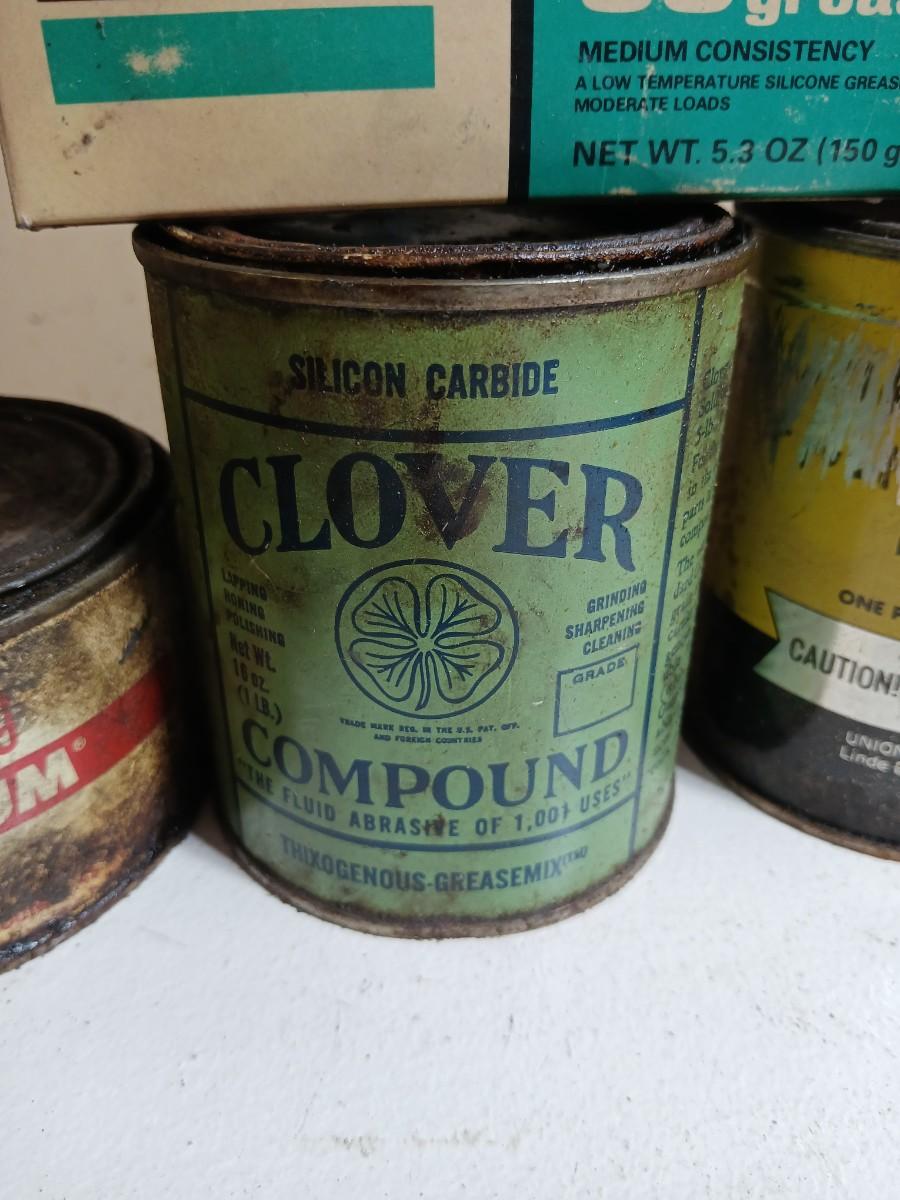 MEDIUM CONSISTENCY
A LOW TEMPERATURE SILICONE GREAS
MODERATE LOADS
NET WT. 5.3 OZ (150 g
SILICON CARBIDE
CLOVER
LAPPING
HONING
POLISHING
Net Wt.
16 oz.
(1 LB.)
GRINDING
SHARPENING
CLEANING
GRADE
TRADE MARK REG. IN THE U.S. PAT. OFF.
AND FOREIGN COUNTRIES
COMPOUND
"THE FLUID ABRASIVE OF 1,001 USES"
THIXOGENOUS-GREASEMIX(TM)
UM®
ONE P
CAUTION!
UNION
Linde